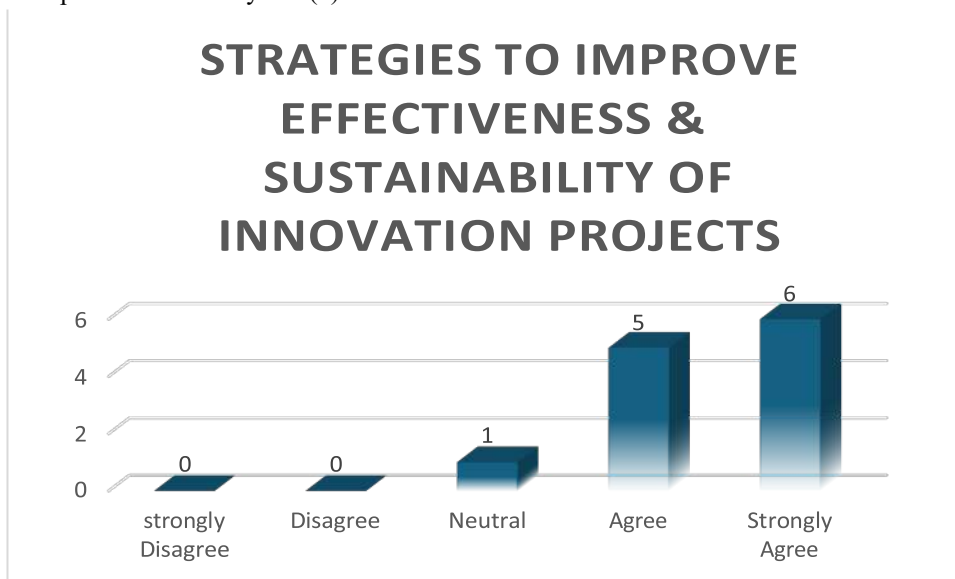 STRATEGIES TO IMPROVE
EFFECTIVENESS &
SUSTAINABILITY OF
INNOVATION PROJECTS
6
4
2
0
0
0
1
5
6
strongly
Disagree
Disagree
Neutral
Agree
Strongly
Agree